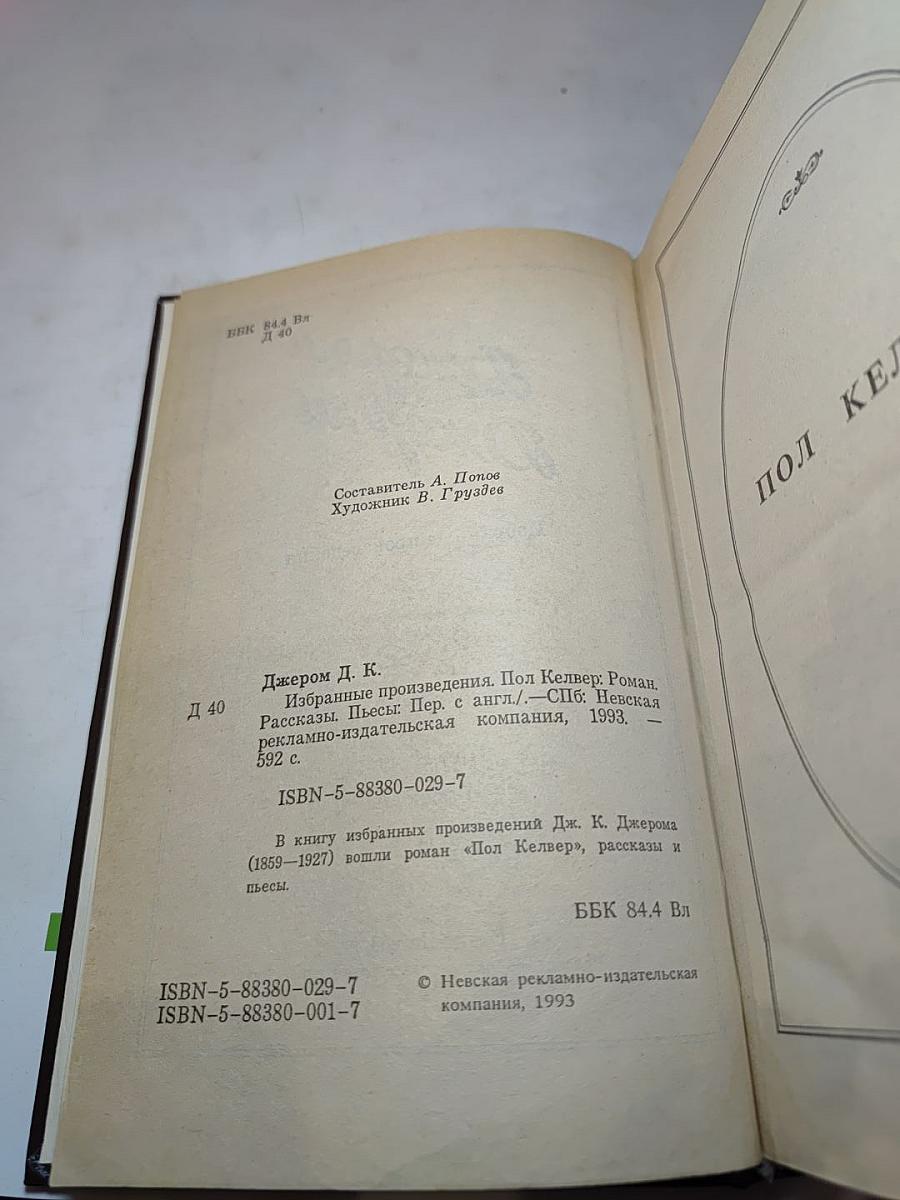 ББК 84.4 Вл
Д 40
Составитель А. Попов
Художник В. Груздев
Джером Д. К.
Д 40 Избранные произведения. Пол Келвер: Роман.
Рассказы. Пьесы: Пер. с англ./.—СПб: Невская
рекламно-издательская компания, 1993. —
592 с.
ISBN–5–88380–029–7
В книгу избранных произведений Дж. К. Джерома
(1859—1927) вошли роман «Пол Келвер», рассказы и
пьесы.
ББК 84.4 Вл
ISBN–5–88380–029–7
ISBN–5–88380–001–7
© Невская рекламно-издательская
компания, 1993
ПОЛ КЕЛ